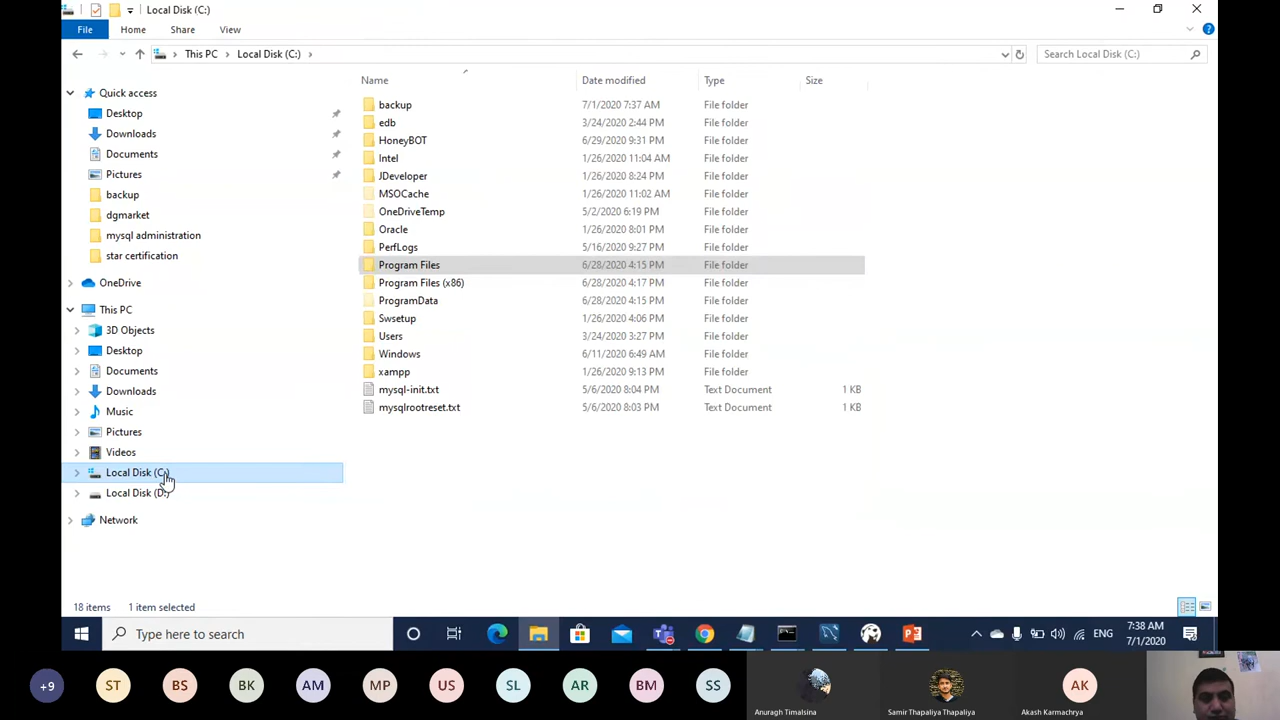 Local Disk (C:)
File Home Share View
This PC Local Disk (C:) Search Local Disk (C:)
Name Date modified Type Size
Quick access
Desktop
Downloads
Documents
Pictures
backup
dgmarket
mysql administration
star certification
OneDrive
This PC
3D Objects
Desktop
Documents
Downloads
Music
Pictures
Videos
Local Disk (C:)
Local Disk (D:)
Network
backup 7/1/2020 7:37 AM File folder
edb 3/24/2020 2:44 PM File folder
HoneyBOT 6/29/2020 9:31 PM File folder
Intel 1/26/2020 11:04 AM File folder
JDeveloper 1/26/2020 8:24 PM File folder
MSOCache 1/26/2020 11:02 AM File folder
OneDriveTemp 5/2/2020 6:19 PM File folder
Oracle 1/26/2020 8:01 PM File folder
PerfLogs 5/16/2020 9:27 PM File folder
Program Files 6/28/2020 4:15 PM File folder
Program Files (x86) 6/28/2020 4:17 PM File folder
ProgramData 6/28/2020 4:15 PM File folder
Swsetup 1/26/2020 4:06 PM File folder
Users 3/24/2020 3:27 PM File folder
Windows 6/11/2020 6:49 AM File folder
xampp 1/26/2020 9:13 PM File folder
mysql-init.txt 5/6/2020 8:04 PM Text Document 1 KB
mysqlrootreset.txt 5/6/2020 8:03 PM Text Document 1 KB
18 items 1 item selected
Type here to search
ENG
7:38 AM
7/1/2020
+9 ST BS BK AM MP US SL AR BM SS AK
Anuragh Timalsina Samir Thapaliya Thapaliya Akash Karmachrya